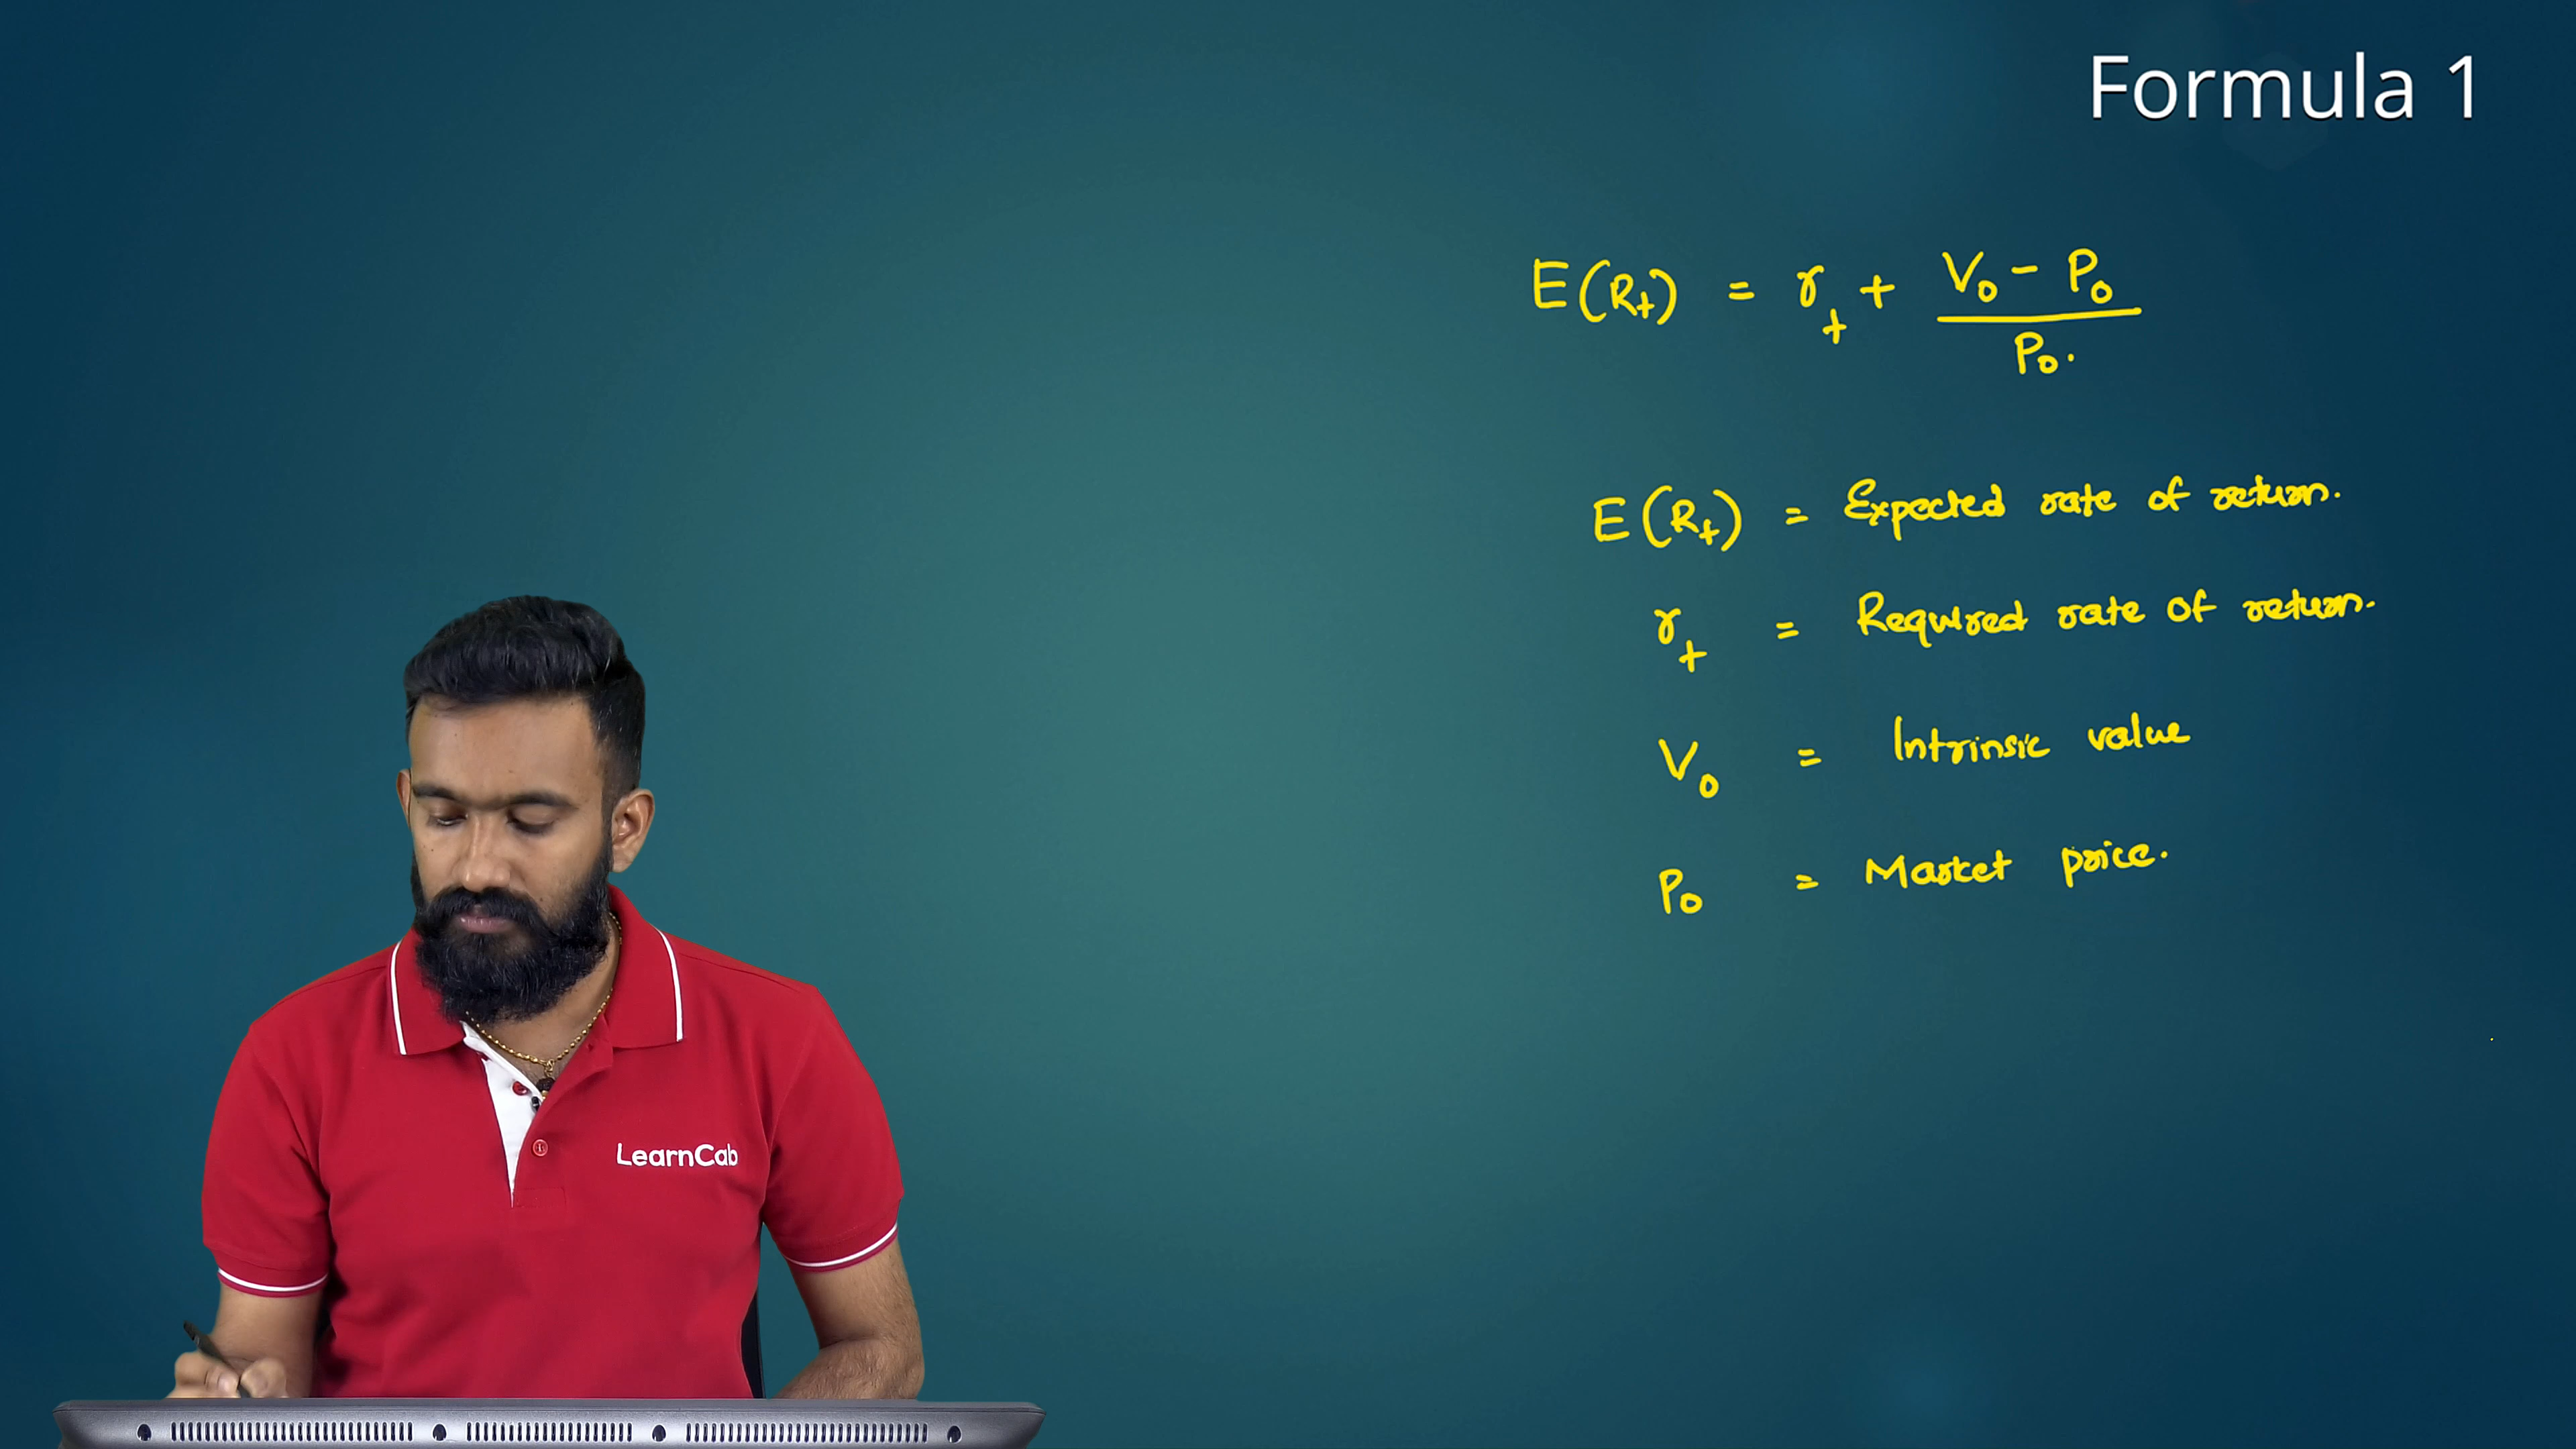 Formula 1
E(Rt) = rt + V0 - P0
P0.
E(Rt) = Expected rate of return.
rt = Required rate of return.
V0 = Intrinsic value
P0 = Market price.
LearnCab